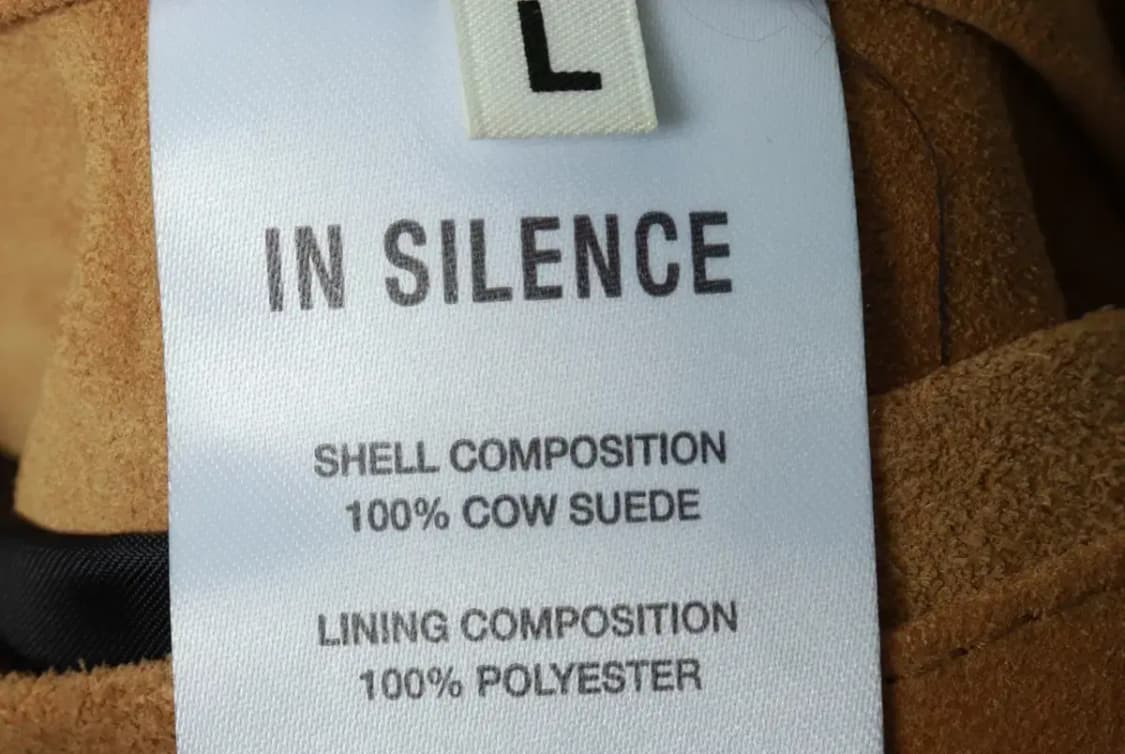 L
IN SILENCE
SHELL COMPOSITION
100% COW SUEDE
LINING COMPOSITION
100% POLYESTER